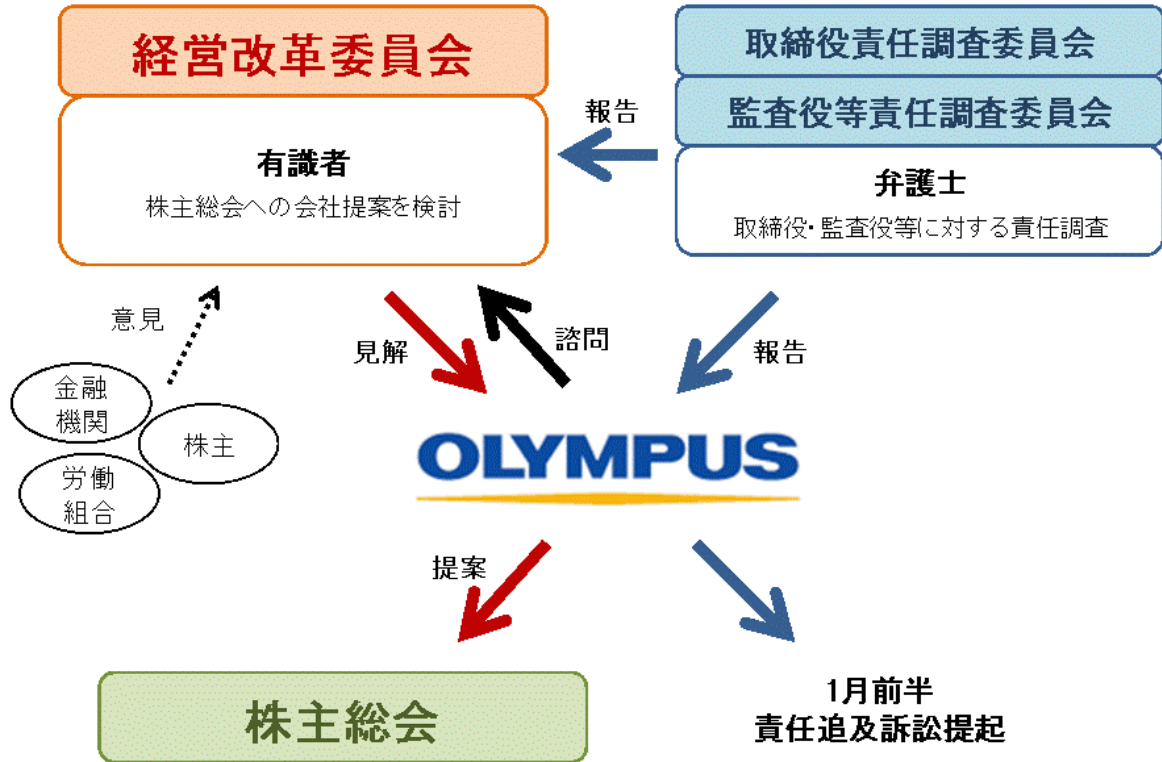 経営改革委員会
有識者
株主総会への会社提案を検討
取締役責任調査委員会
監査役等責任調査委員会
弁護士
取締役・監査役等に対する責任調査
報告
意見
見解
諮問
報告
金融
機関
株主
労働
組合
OLYMPUS
提案
株主総会
1月前半
責任追及訴訟提起